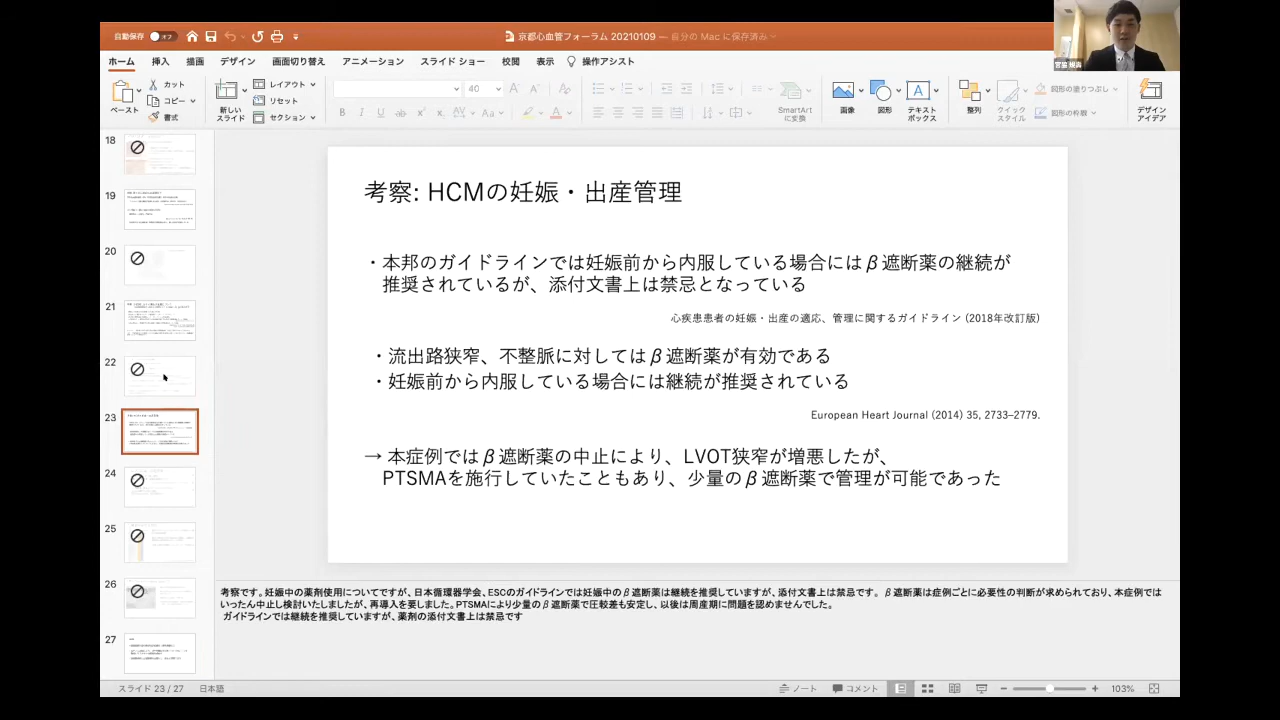 自動保存 オフ
京都心血管フォーラム 20210109 — 自分の Mac に保存済み
ホーム 挿入 描画 デザイン 画面切り替え アニメーション スライド ショー 校閲 表示 操作アシスト
ペースト
カット
コピー
書式
新しい
スライド
レイアウト
リセット
セクション
40
SmartArt
に変換
画像
図形
テキスト
ボックス
整列
クイック
スタイル
図形の塗りつぶし
図形の枠線
デザイン
アイデア
18
19
20
21
22
23
24
25
26
27
考察: HCMの妊娠・出産管理
・本邦のガイドラインでは妊娠前から内服している場合にはβ遮断薬の継続が
推奨されているが、添付文書上は禁忌となっている
心疾患患者の妊娠・出産の適応、管理に関するガイドライン (2018年改訂版)
・流出路狭窄、不整脈に対してはβ遮断薬が有効である
・妊娠前から内服している場合には継続が推奨されている
European Heart Journal (2014) 35, 2733–2779.
→ 本症例ではβ遮断薬の中止により、LVOT狭窄が増悪したが、
PTSMAを施行していたこともあり、少量のβ遮断薬で管理が可能であった
考察です。妊娠中の薬剤使用についてですが、日本循環器学会、ESCガイドラインでは妊娠中のβ遮断薬は継続を推奨していますが、添付文書上は禁忌です。 β遮断薬は症例ごとに必要性の判断が求められており、本症例で
はいったん中止し検討いたしましたが、再導入を要しました。PTSMAにより少量のβ遮断薬で圧較差も安定し、以後は周産期に問題を認めませんでした。
ガイドラインでは継続を推奨していますが、薬剤の添付文書上は禁忌です
スライド 23 / 27 日本語
ノート コメント 103%